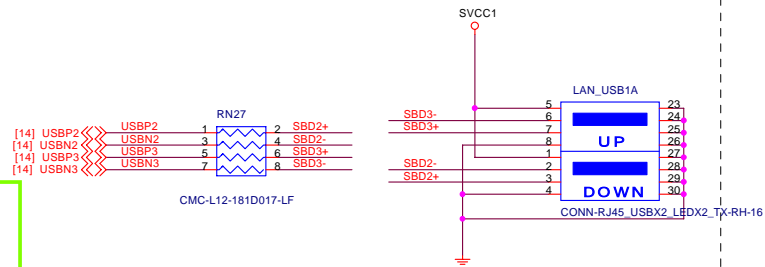 SVCC1
LAN_USB1A
RN27
[14] USBP2 USBP2 1 2 SBD2+
[14] USBN2 USBN2 3 4 SBD2-
[14] USBP3 USBP3 5 6 SBD3+
[14] USBN3 USBN3 7 8 SBD3-
CMC-L12-181D017-LF
5 23
SBD3- 6 24
SBD3+ 7 25
8 UP 26
1 27
SBD2- 2 28
SBD2+ 3 29
4 DOWN 30
CONN-RJ45_USBX2_LEDX2_TX-RH-16